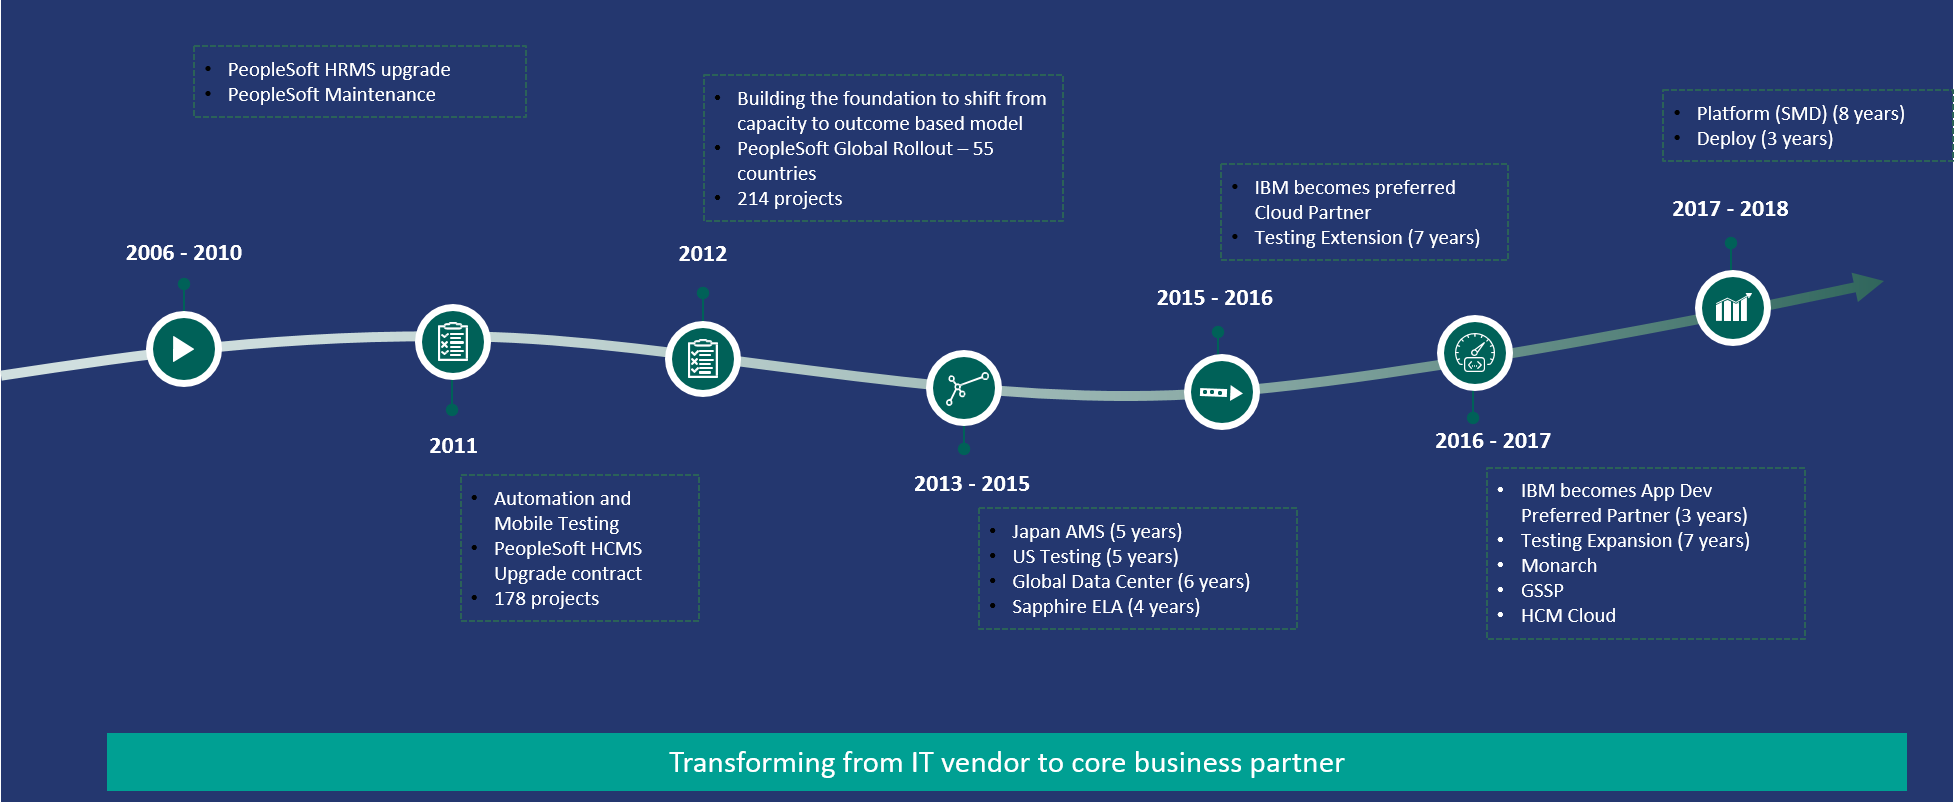 2006 - 2010
• PeopleSoft HRMS upgrade
• PeopleSoft Maintenance
2011
• Automation and
Mobile Testing
• PeopleSoft HCMS
Upgrade contract
• 178 projects
2012
• Building the foundation to shift from
capacity to outcome based model
• PeopleSoft Global Rollout – 55
countries
• 214 projects
2013 - 2015
• Japan AMS (5 years)
• US Testing (5 years)
• Global Data Center (6 years)
• Sapphire ELA (4 years)
2015 - 2016
• IBM becomes preferred
Cloud Partner
• Testing Extension (7 years)
2016 - 2017
• IBM becomes App Dev
Preferred Partner (3 years)
• Testing Expansion (7 years)
• Monarch
• GSSP
• HCM Cloud
2017 - 2018
• Platform (SMD) (8 years)
• Deploy (3 years)
Transforming from IT vendor to core business partner